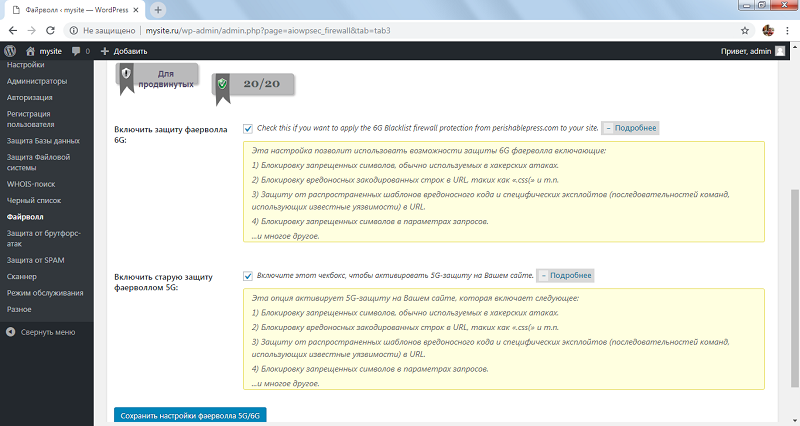 Файрволл ‹ mysite — WordPress
Не защищено | mysite.ru/wp-admin/admin.php?page=aiowpsec_firewall&tab=tab3
mysite 0 + Добавить Привет, admin
Настройки
Администраторы
Авторизация
Регистрация
пользователя
Защита Базы данных
Защита Файловой
системы
WHOIS-поиск
Черный список
Файрволл
Защита от брутфорс-
атак
Защита от SPAM
Сканнер
Режим обслуживания
Разное
Свернуть меню
Для
продвинутых
20/20
Включить защиту фаерволла
6G:
Check this if you want to apply the 6G Blacklist firewall protection from perishablepress.com to your site. – Подробнее
Эта настройка позволит использовать возможности защиты 6G фаерволла включающие:
1) Блокировку запрещенных символов, обычно используемых в хакерских атаках.
2) Блокировку вредоносных закодированных строк в URL, таких как «.css(» и т.п.
3) Защиту от распространенных шаблонов вредоносного кода и специфических эксплойтов (последовательностей команд,
использующих известные уязвимости) в URL.
4) Блокировку запрещенных символов в параметрах запросов.
...и многое другое.
Включить старую защиту
фаерволлом 5G:
Включите этот чекбокс, чтобы активировать 5G-защиту на Вашем сайте. – Подробнее
Эта опция активирует 5G-защиту на Вашем сайте, которая включает следующее:
1) Блокировку запрещенных символов, обычно используемых в хакерских атаках.
2) Блокировку вредоносных закодированных строк в URL, таких как «.css(» и т.п.
3) Защиту от распространенных шаблонов вредоносного кода и специфических эксплойтов (последовательностей команд,
использующих известные уязвимости) в URL.
4) Блокировку запрещенных символов в параметрах запросов.
...и многое другое.
Сохранить настройки фаерволла 5G/6G